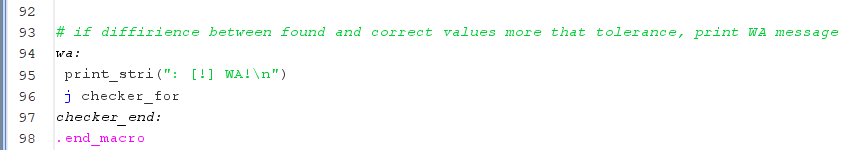 92
93 # if diffirience between found and correct values more that tolerance, print WA message
94 wa:
95 print_stri(": [!] WA!\n")
96 j checker_for
97 checker_end:
98 .end_macro